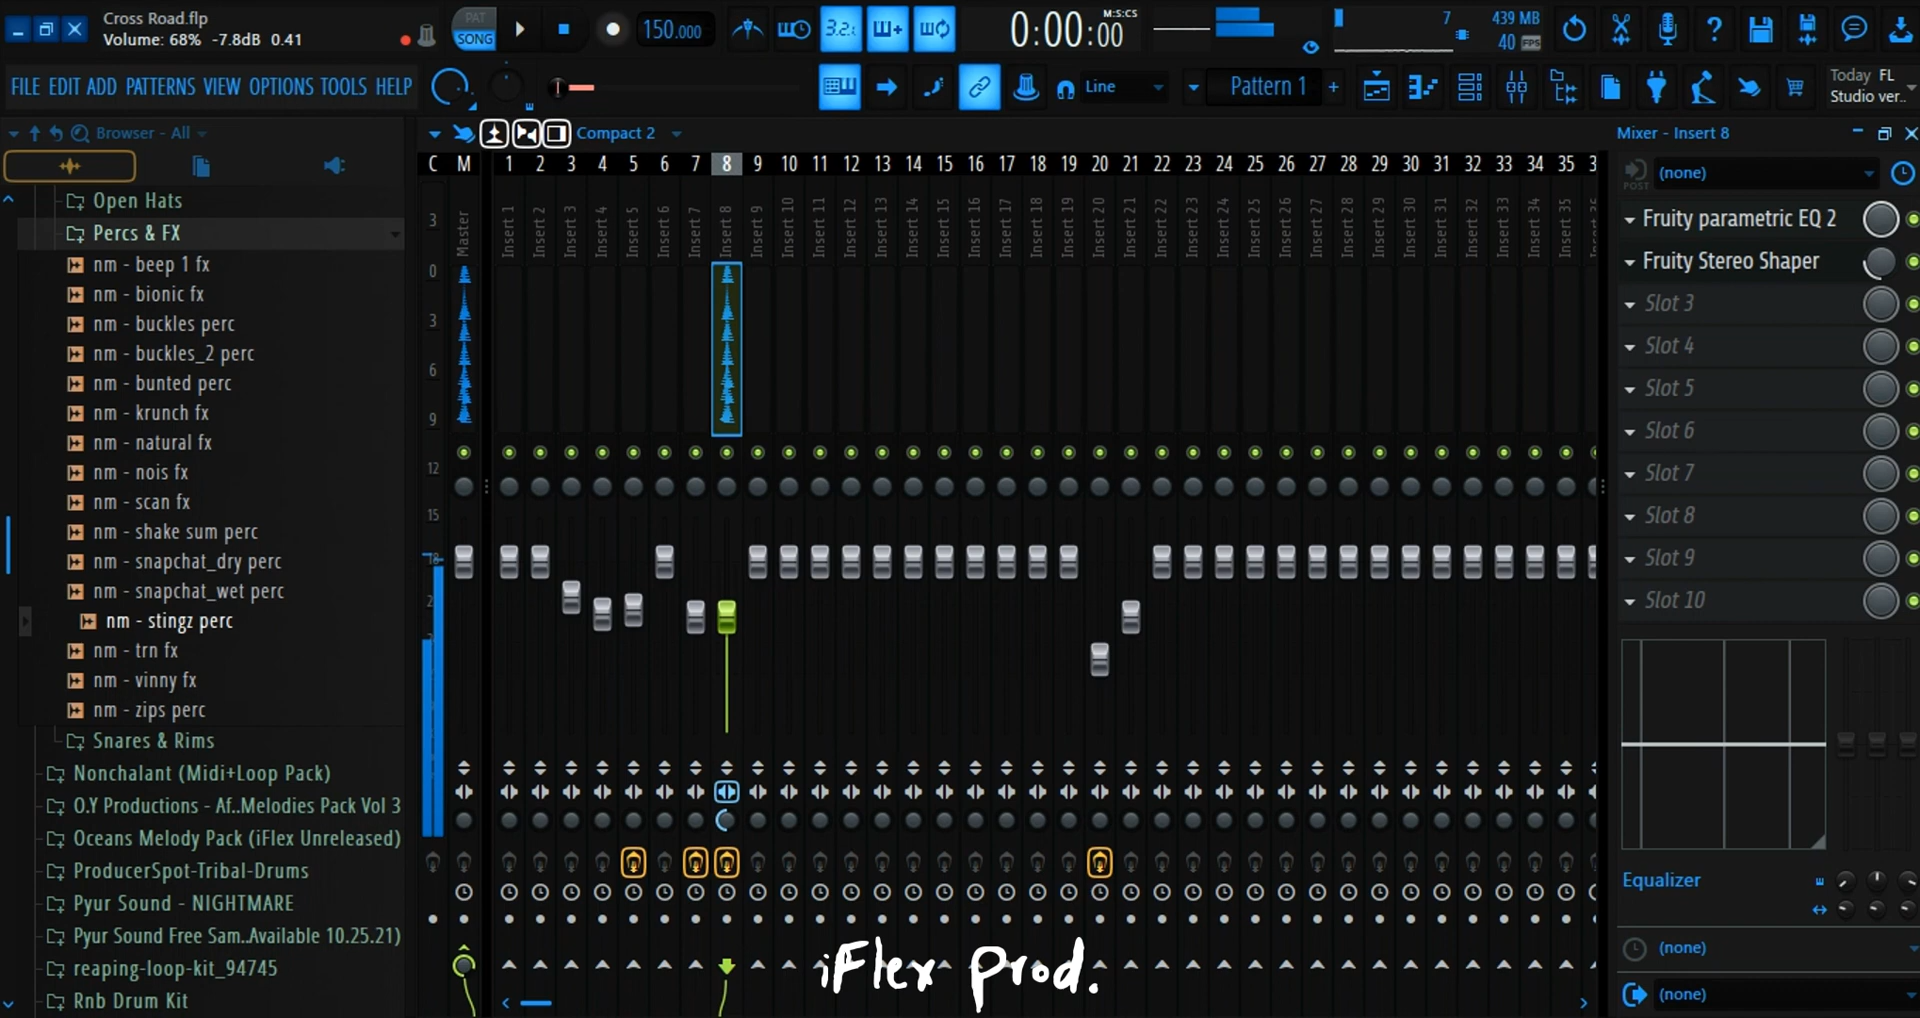 Cross Road.flp
Volume: 68% -7.8dB 0.41
PAT
SONG
150.000
3.2:
0:00:00
M:S:CS
7
439 MB
40 FPS
FILE EDIT ADD PATTERNS VIEW OPTIONS TOOLS HELP
Line
Pattern 1
+
Today FL
Studio ver..
Browser - All
Open Hats
Percs & FX
nm - beep 1 fx
nm - bionic fx
nm - buckles perc
nm - buckles_2 perc
nm - bunted perc
nm - krunch fx
nm - natural fx
nm - nois fx
nm - scan fx
nm - shake sum perc
nm - snapchat_dry perc
nm - snapchat_wet perc
nm - stingz perc
nm - trn fx
nm - vinny fx
nm - zips perc
Snares & Rims
Nonchalant (Midi+Loop Pack)
O.Y Productions - Af..Melodies Pack Vol 3
Oceans Melody Pack (iFlex Unreleased)
ProducerSpot-Tribal-Drums
Pyur Sound - NIGHTMARE
Pyur Sound Free Sam..Available 10.25.21)
reaping-loop-kit_94745
Rnb Drum Kit
Compact 2
C M 1 2 3 4 5 6 7 8 9 10 11 12 13 14 15 16 17 18 19 20 21 22 23 24 25 26 27 28 29 30 31 32 33 34 35
Master Insert 1 Insert 2 Insert 3 Insert 4 Insert 5 Insert 6 Insert 7 Insert 8 Insert 9 Insert 10 Insert 11 Insert 12 Insert 13 Insert 14 Insert 15 Insert 16 Insert 17 Insert 18 Insert 19 Insert 20 Insert 21 Insert 22 Insert 23 Insert 24 Insert 25 Insert 26 Insert 27 Insert 28 Insert 29 Insert 30 Insert 31 Insert 32 Insert 33 Insert 34 Insert 35
3
0
3
6
9
12
15
18
iFlex Prod.
Mixer - Insert 8
POST
(none)
Fruity parametric EQ 2
Fruity Stereo Shaper
Slot 3
Slot 4
Slot 5
Slot 6
Slot 7
Slot 8
Slot 9
Slot 10
Equalizer
(none)
(none)